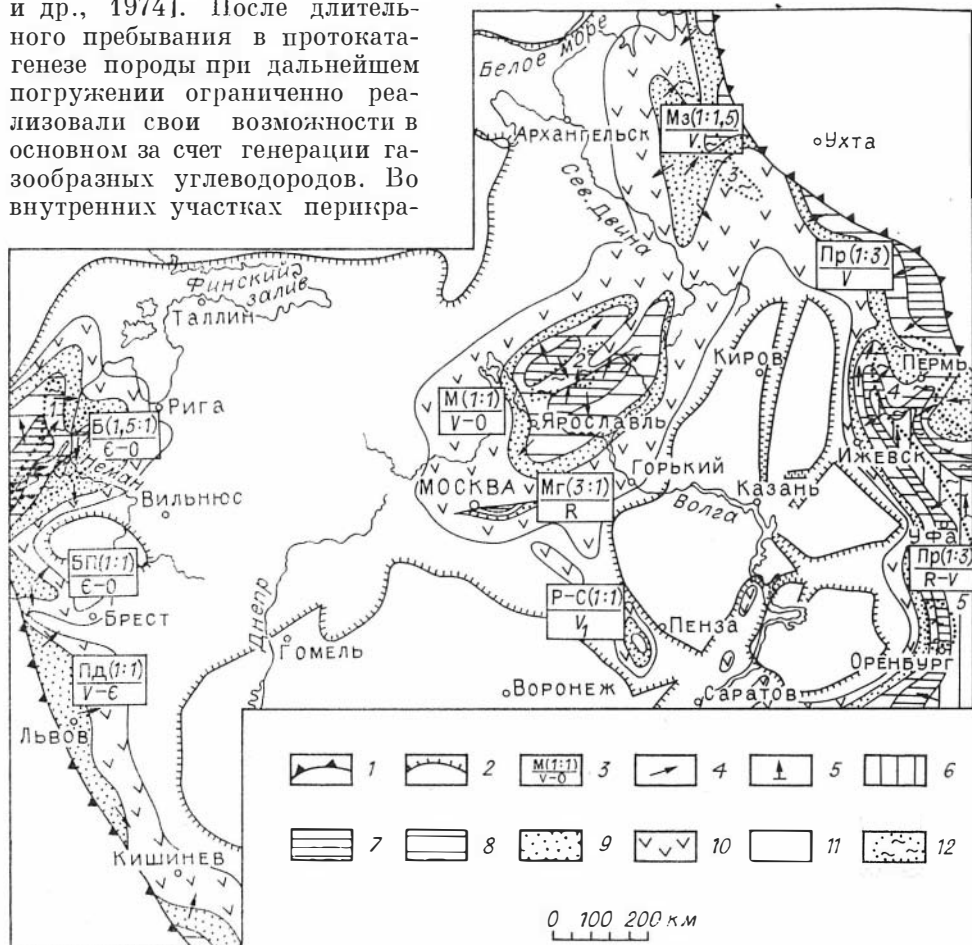 и др., 1974]. После длитель-
ного пребывания в протоката-
генезе породы при дальнейшем
погружении ограниченно реа-
лизовали свои возможности в
основном за счет генерации га-
зообразных углеводородов. Во
внутренних участках перикра-
Белое море
Архангельск
Мз(1:1,5)
Ухта
3
Сев. Двина
Пр(1:3)
V
Финский
залив
Таллин
Киров
Пермь
2
4
1
Рига
М(1:1)
V-O
Ярославль
Б(1,5:1)
Є-O
Ижевск
Горький
Вильнюс
МОСКВА
Мг(3:1)
R
Казань
Волга
Уфа
БП(1:1)
Є-O
Пр(1:3)
R-V
5
Брест
Днепр
Р-С(1:1)
V₁
Пенза
Гомель
Оренбург
Пд(1:1)
V-Є
Воронеж
Саратов
Львов
1 2 М(1:1) V-O 3 4 5 6
7 8 9 10 11 12
Кишинев
0 100 200 км